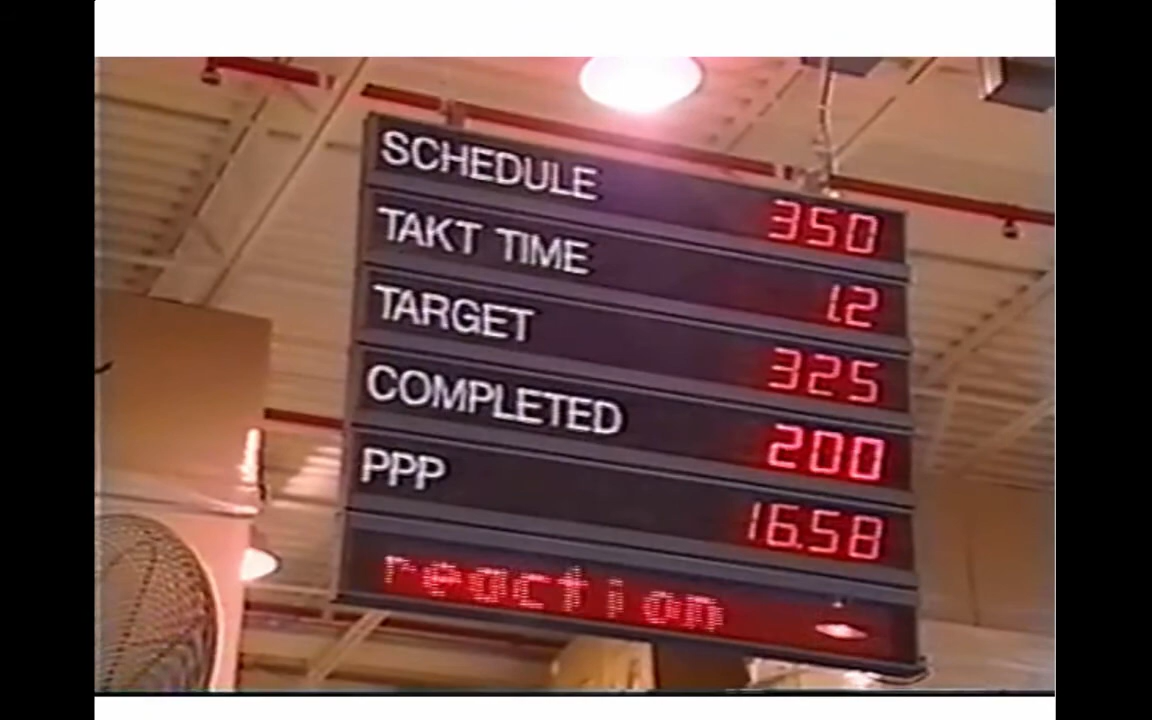 SCHEDULE 350
TAKT TIME 1.2
TARGET 325
COMPLETED 200
PPP 16.58
reaction